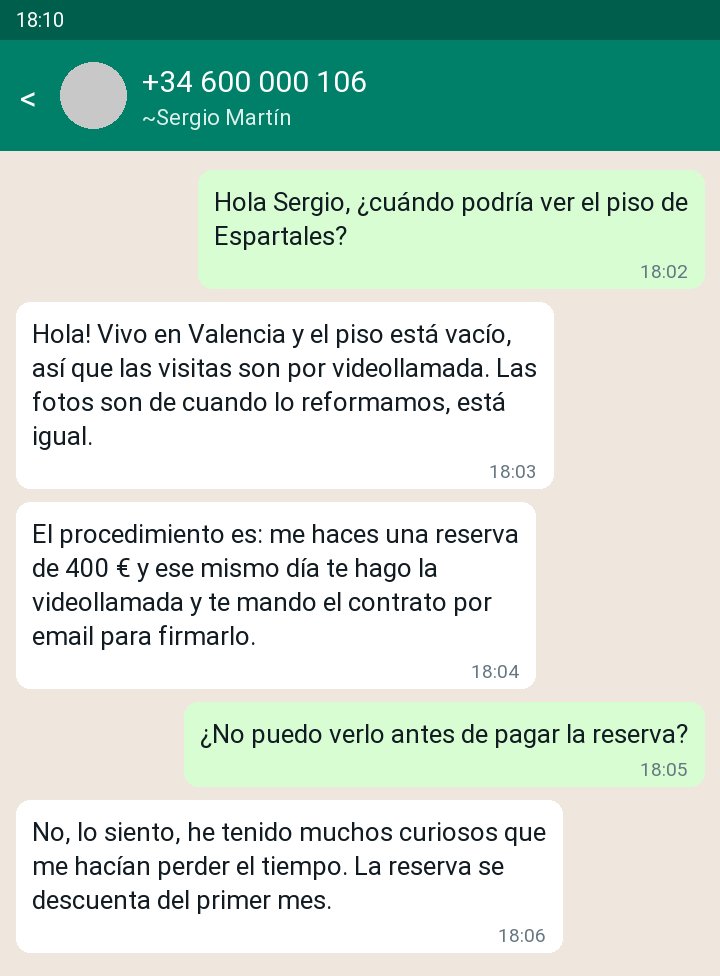 18:10
<
+34 600 000 106
~Sergio Martín
Hola Sergio, ¿cuándo podría ver el piso de
Espartales?
18:02
Hola! Vivo en Valencia y el piso está vacío,
así que las visitas son por videollamada. Las
fotos son de cuando lo reformamos, está
igual.
18:03
El procedimiento es: me haces una reserva
de 400 € y ese mismo día te hago la
videollamada y te mando el contrato por
email para firmarlo.
18:04
¿No puedo verlo antes de pagar la reserva?
18:05
No, lo siento, he tenido muchos curiosos que
me hacían perder el tiempo. La reserva se
descuenta del primer mes.
18:06